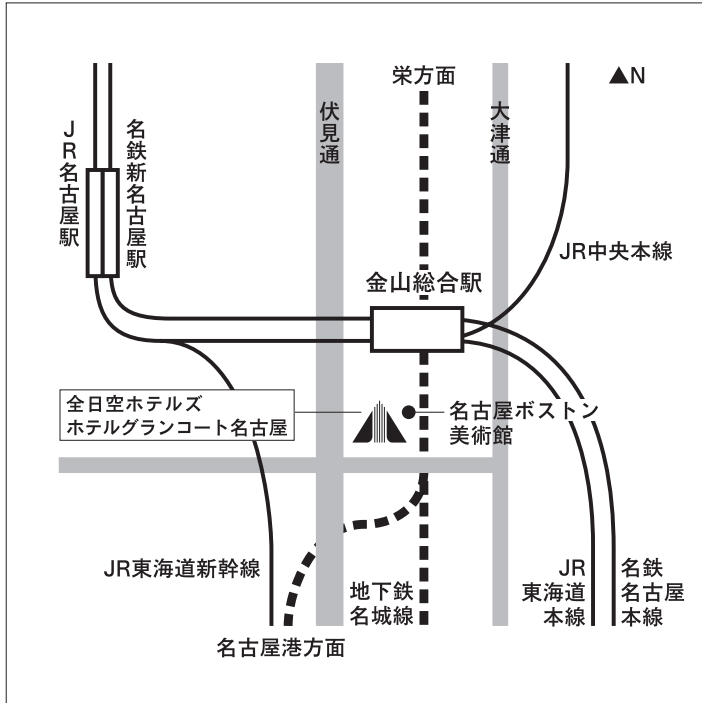 栄方面
▲N
伏見通
大津通
JR名古屋駅
名鉄新名古屋駅
JR中央本線
金山総合駅
全日空ホテルズ
ホテルグランコート名古屋
名古屋ボストン
美術館
JR東海道新幹線
地下鉄
名城線
JR
東海道
本線
名鉄
名古屋
本線
名古屋港方面